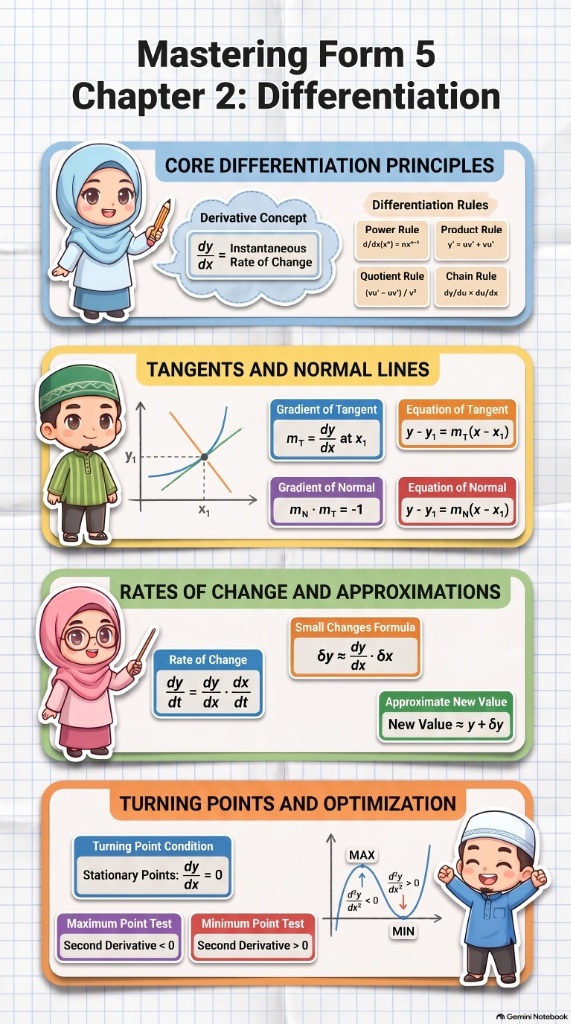 Mastering Form 5
Chapter 2: Differentiation
CORE DIFFERENTIATION PRINCIPLES
Derivative Concept
dy/dx = Instantaneous
Rate of Change
Differentiation Rules
Power Rule
d/dx(xⁿ) = nxⁿ⁻¹
Product Rule
y' = uv' + vu'
Quotient Rule
(vu' − uv') / v²
Chain Rule
dy/du × du/dx
TANGENTS AND NORMAL LINES
y₁
x₁
Gradient of Tangent
m_T = dy/dx at x₁
Equation of Tangent
y - y₁ = m_T(x - x₁)
Gradient of Normal
m_N · m_T = -1
Equation of Normal
y - y₁ = m_N(x - x₁)
RATES OF CHANGE AND APPROXIMATIONS
Rate of Change
dy/dt = dy/dx · dx/dt
Small Changes Formula
δy ≈ dy/dx · δx
Approximate New Value
New Value ≈ y + δy
TURNING POINTS AND OPTIMIZATION
Turning Point Condition
Stationary Points: dy/dx = 0
Maximum Point Test
Second Derivative < 0
Minimum Point Test
Second Derivative > 0
MAX
d²y/dx² < 0
d²y/dx² > 0
MIN
Gemini Notebook